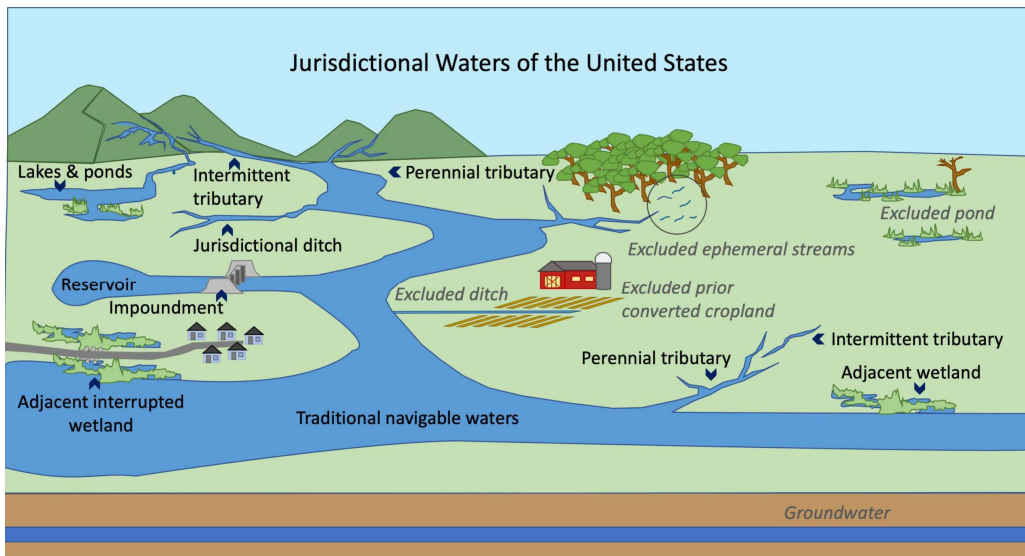 Jurisdictional Waters of the United States
Lakes & ponds
Intermittent
tributary
Perennial tributary
Excluded pond
Jurisdictional ditch
Excluded ephemeral streams
Reservoir
Impoundment
Excluded ditch
Excluded prior
converted cropland
Intermittent tributary
Perennial tributary
Adjacent wetland
Adjacent interrupted
wetland
Traditional navigable waters
Groundwater